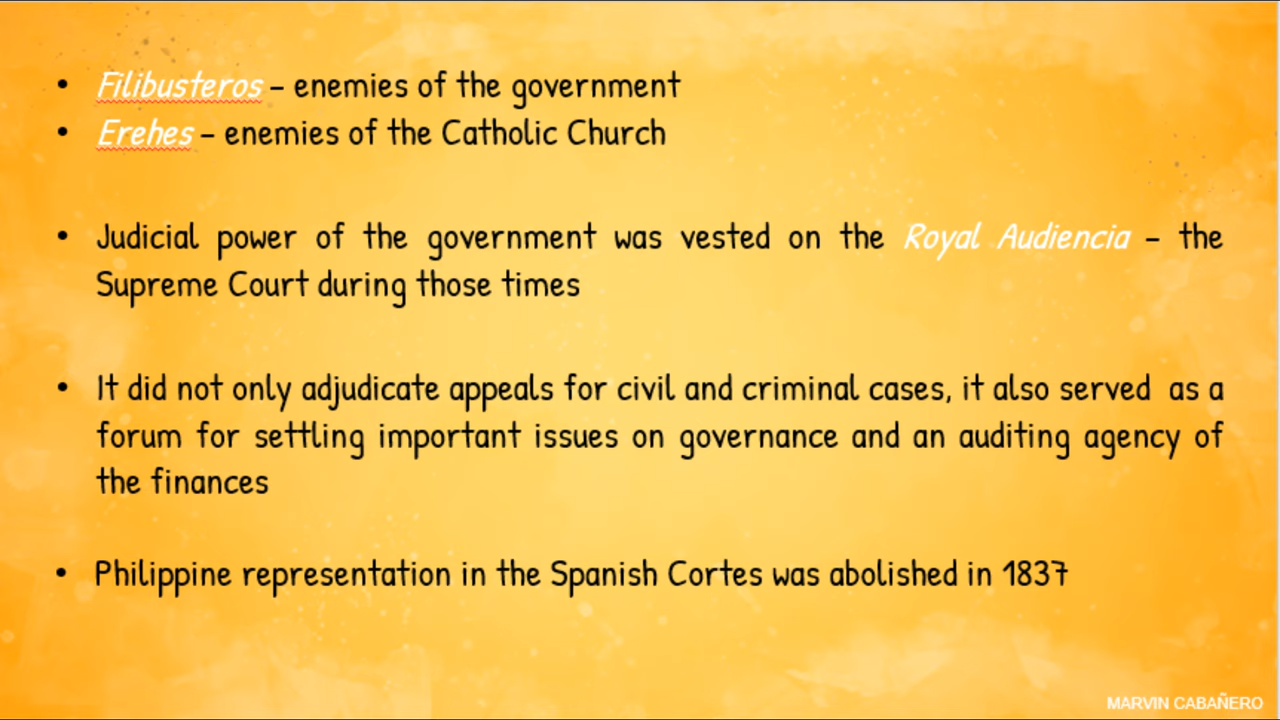 • Filibusteros – enemies of the government
• Erehes – enemies of the Catholic Church
• Judicial power of the government was vested on the Royal Audiencia – the
Supreme Court during those times
• It did not only adjudicate appeals for civil and criminal cases, it also served as a
forum for settling important issues on governance and an auditing agency of
the finances
• Philippine representation in the Spanish Cortes was abolished in 1837
MARVIN CABAÑERO